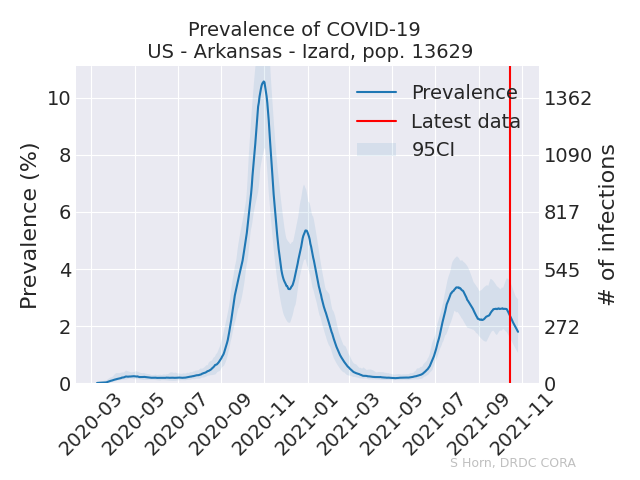 Prevalence of COVID-19
US - Arkansas - Izard, pop. 13629
Prevalence (%)
10
8
6
4
2
0
Prevalence
Latest data
95CI
1362
1090
817
545
272
0
# of infections
2020-03
2020-05
2020-07
2020-09
2020-11
2021-01
2021-03
2021-05
2021-07
2021-09
2021-11
S Horn, DRDC CORA